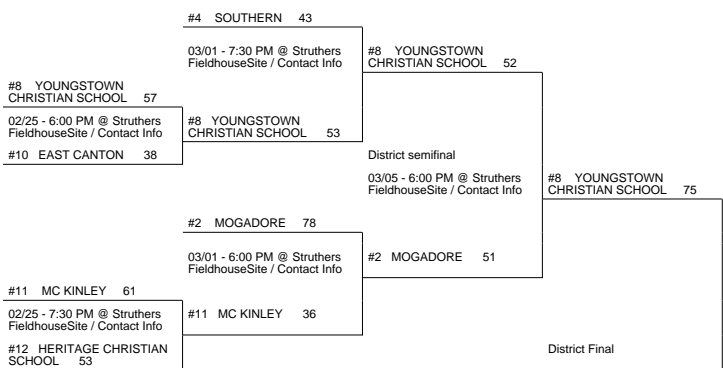 #4 SOUTHERN 43
03/01 - 7:30 PM @ Struthers
FieldhouseSite / Contact Info
#8 YOUNGSTOWN
CHRISTIAN SCHOOL 52
#8 YOUNGSTOWN
CHRISTIAN SCHOOL 57
02/25 - 6:00 PM @ Struthers
FieldhouseSite / Contact Info
#8 YOUNGSTOWN
CHRISTIAN SCHOOL 53
#10 EAST CANTON 38
District semifinal
03/05 - 6:00 PM @ Struthers
FieldhouseSite / Contact Info
#8 YOUNGSTOWN
CHRISTIAN SCHOOL 75
#2 MOGADORE 78
03/01 - 6:00 PM @ Struthers
FieldhouseSite / Contact Info
#2 MOGADORE 51
#11 MC KINLEY 61
02/25 - 7:30 PM @ Struthers
FieldhouseSite / Contact Info
#11 MC KINLEY 36
#12 HERITAGE CHRISTIAN
SCHOOL 53
District Final